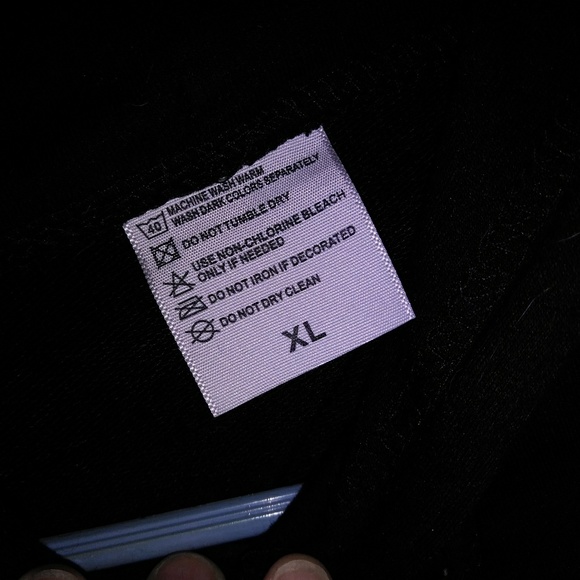 MACHINE WASH WARM
WASH DARK COLORS SEPARATELY
40
DO NOT TUMBLE DRY
USE NON-CHLORINE BLEACH
ONLY IF NEEDED
DO NOT IRON IF DECORATED
DO NOT DRY CLEAN
XL